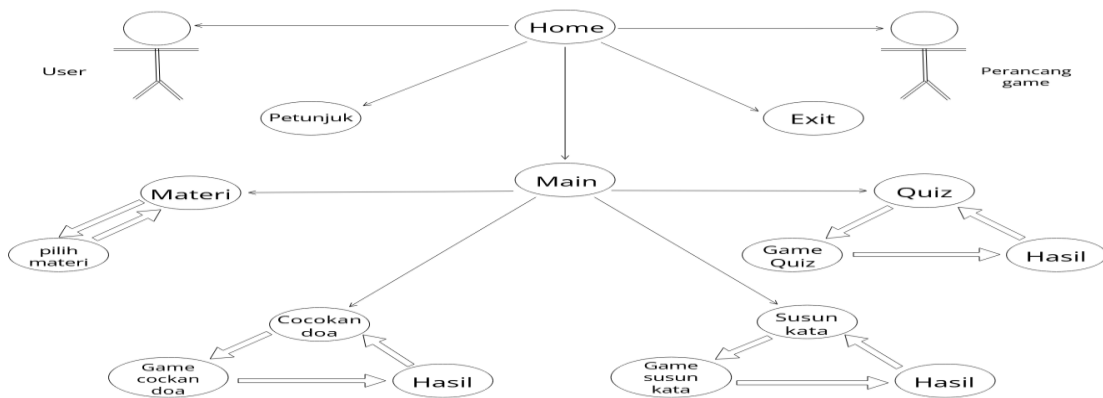 Home
User
Perancang
game
Petunjuk
Exit
Materi
Main
Quiz
pilih
materi
Game
Quiz
Hasil
Cocokan
doa
Susun
kata
Game
cockan
doa
Hasil
Game
susun
kata
Hasil